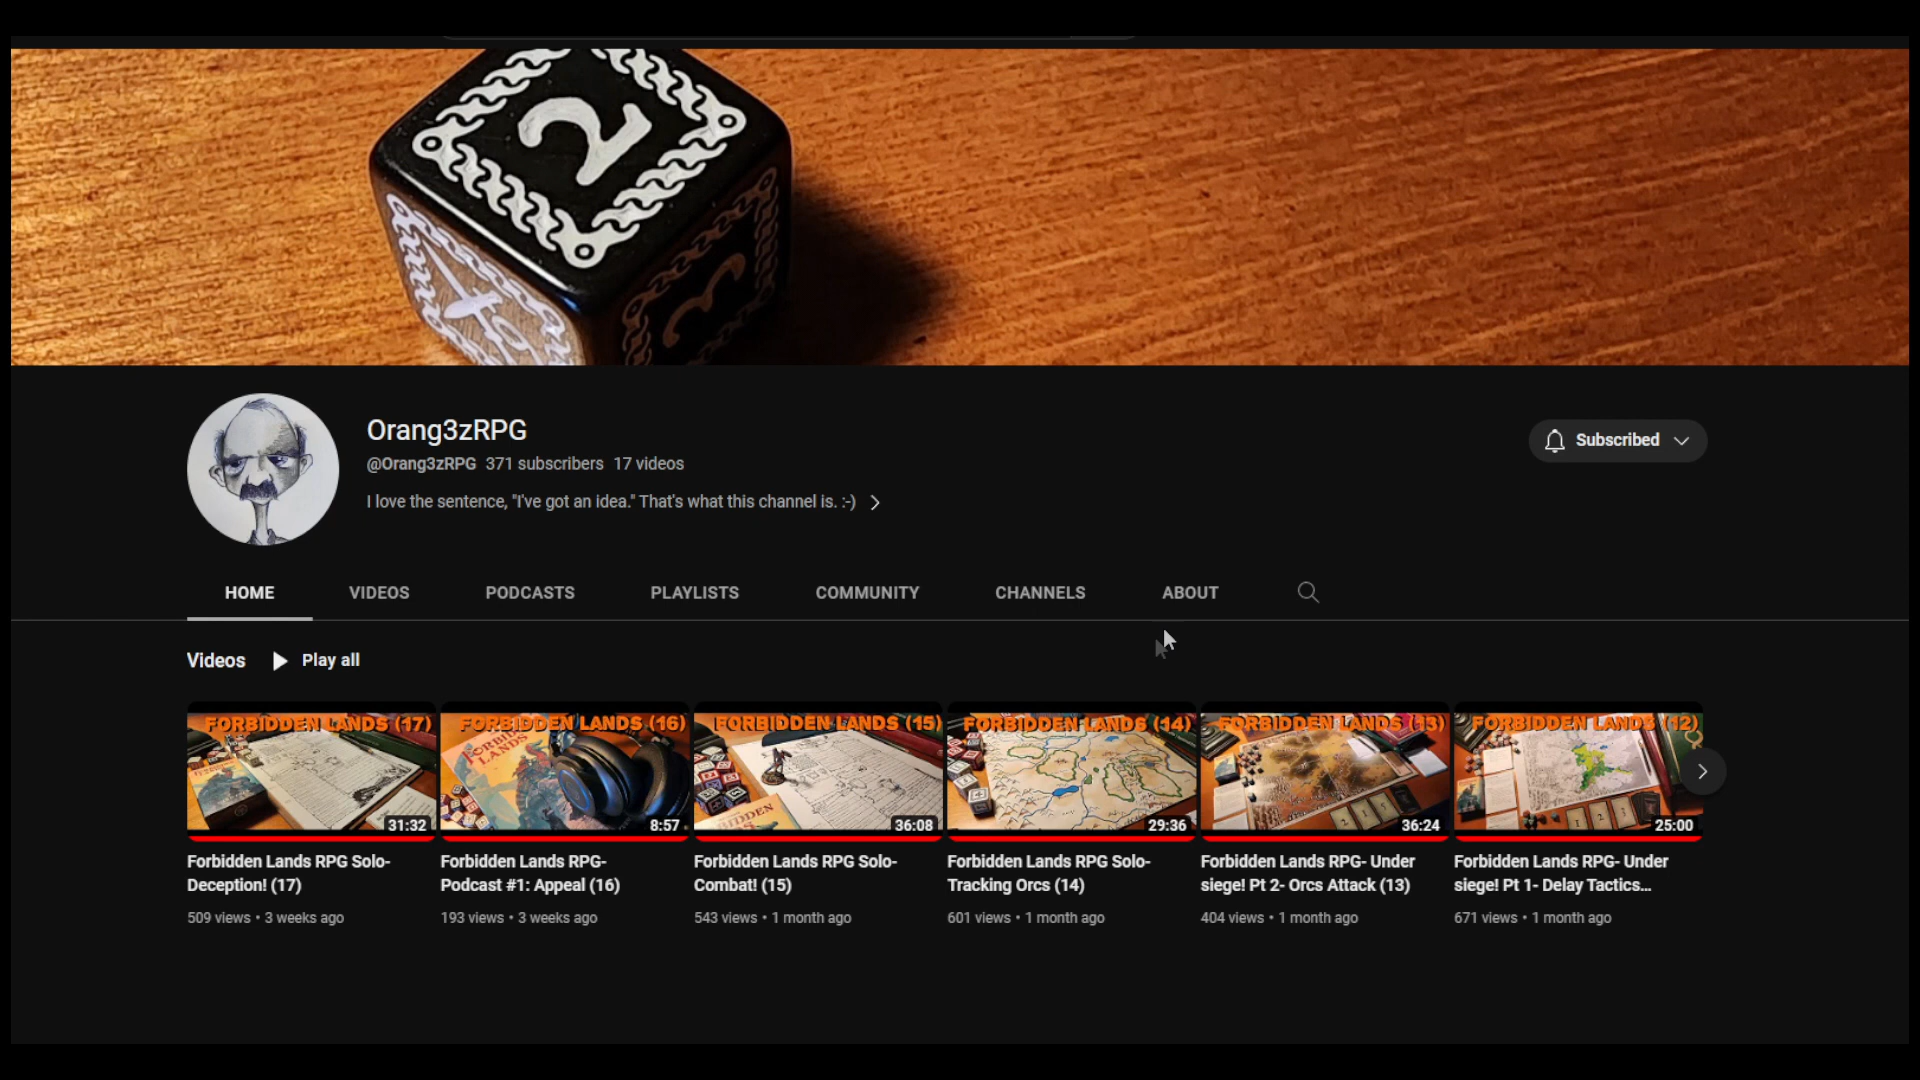 2
Orang3zRPG
@Orang3zRPG 371 subscribers 17 videos
I love the sentence, "I've got an idea." That's what this channel is. :-)
Subscribed
HOME VIDEOS PODCASTS PLAYLISTS COMMUNITY CHANNELS ABOUT
Videos Play all
FORBIDDEN LANDS (17)
31:32
Forbidden Lands RPG Solo-
Deception! (17)
509 views • 3 weeks ago
FORBIDDEN LANDS (16)
8:57
Forbidden Lands RPG-
Podcast #1: Appeal (16)
193 views • 3 weeks ago
FORBIDDEN LANDS (15)
36:08
Forbidden Lands RPG Solo-
Combat! (15)
543 views • 1 month ago
FORBIDDEN LANDS (14)
29:36
Forbidden Lands RPG Solo-
Tracking Orcs (14)
601 views • 1 month ago
FORBIDDEN LANDS (13)
36:24
Forbidden Lands RPG- Under
siege! Pt 2- Orcs Attack (13)
404 views • 1 month ago
FORBIDDEN LANDS (12)
25:00
Forbidden Lands RPG- Under
siege! Pt 1- Delay Tactics...
671 views • 1 month ago